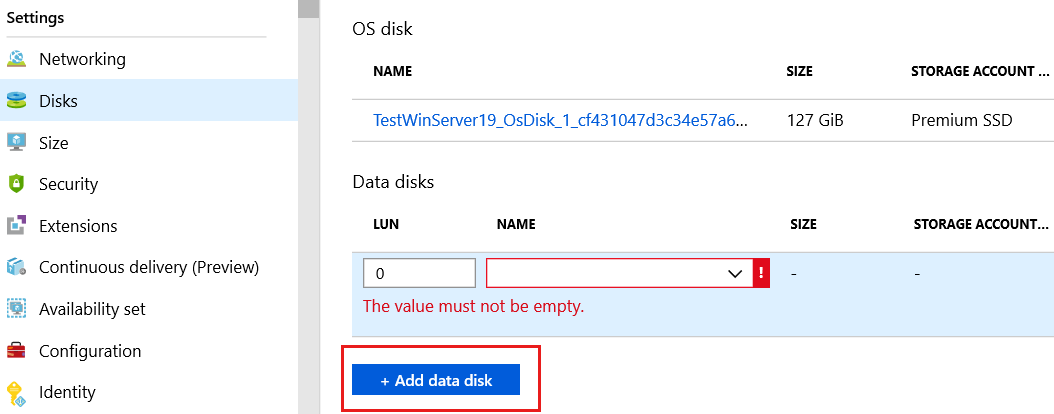 Settings
Networking
Disks
Size
Security
Extensions
Continuous delivery (Preview)
Availability set
Configuration
Identity
OS disk
NAME SIZE STORAGE ACCOUNT ...
TestWinServer19_OsDisk_1_cf431047d3c34e57a6... 127 GiB Premium SSD
Data disks
LUN NAME SIZE STORAGE ACCOUNT...
0 ! - -
The value must not be empty.
+ Add data disk